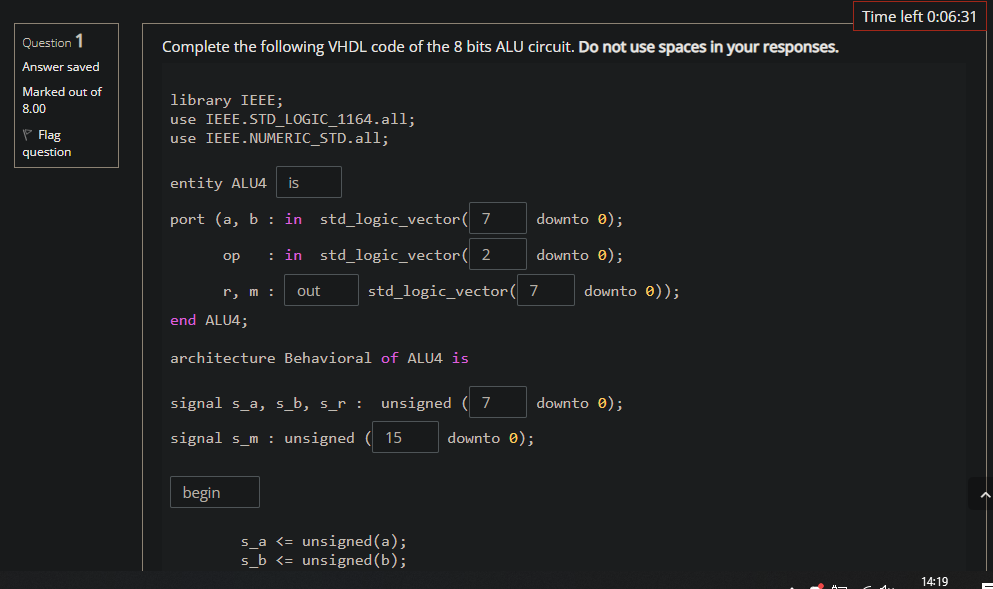 Time left 0:06:31
Question 1
Answer saved
Marked out of
8.00
Flag
question
Complete the following VHDL code of the 8 bits ALU circuit. Do not use spaces in your responses.
library IEEE;
use IEEE.STD_LOGIC_1164.all;
use IEEE.NUMERIC_STD.all;
entity ALU4 is
port (a, b : in std_logic_vector( 7 downto 0);
op : in std_logic_vector( 2 downto 0);
r, m : out std_logic_vector( 7 downto 0));
end ALU4;
architecture Behavioral of ALU4 is
signal s_a, s_b, s_r : unsigned ( 7 downto 0);
signal s_m : unsigned ( 15 downto 0);
begin
s_a <= unsigned(a);
s_b <= unsigned(b);
14:19